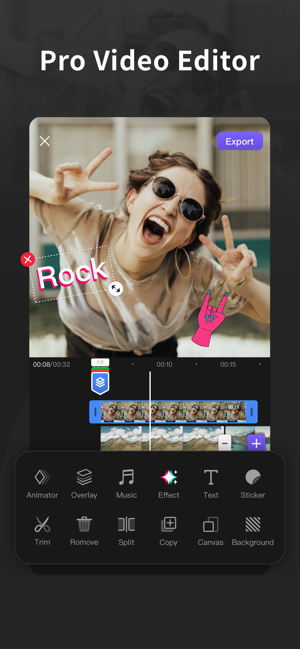 Pro Video Editor
Export
Rock
00:08/00:32
00:10
00:15
Animator
Overlay
Music
Effect
Text
Sticker
Trim
Romove
Split
Copy
Canvas
Background